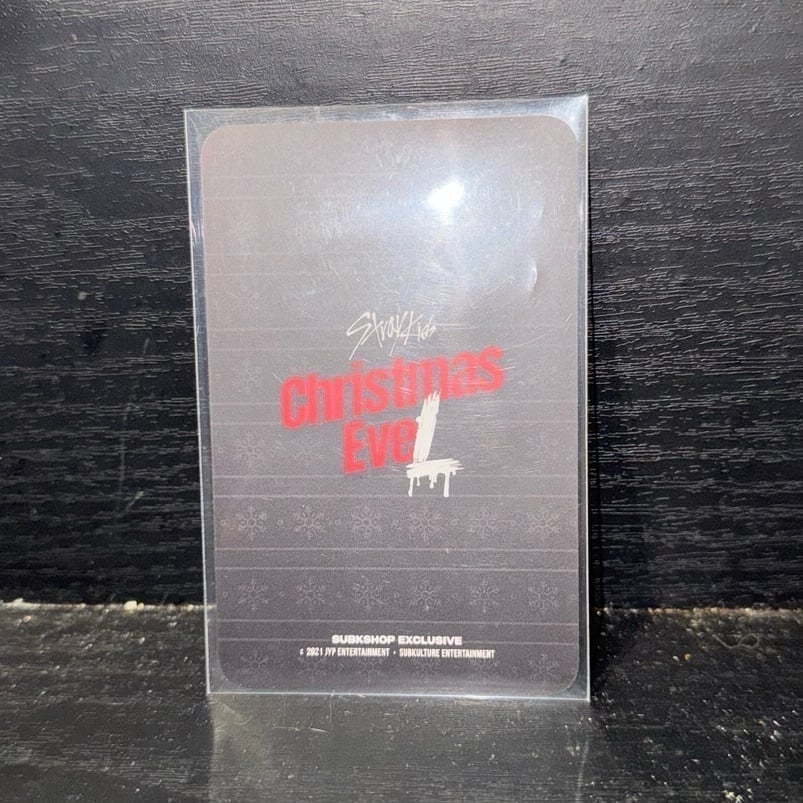 Stray Kids
Christmas
EveL
SUBKSHOP EXCLUSIVE
c 2021 JYP ENTERTAINMENT · SUBKULTURE ENTERTAINMENT